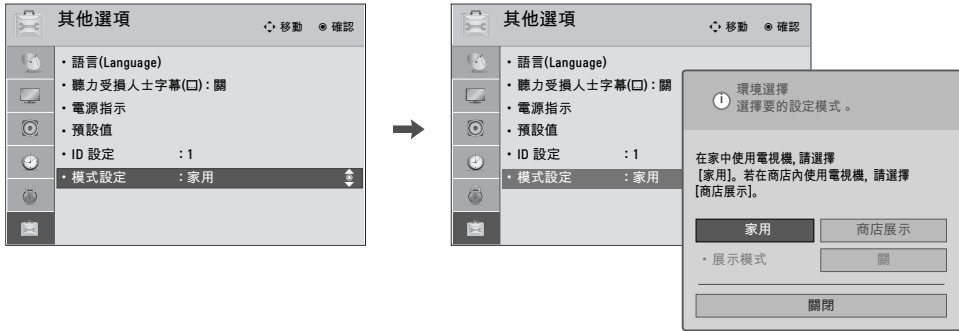 其他選項
移動 確認
・語言(Language)
・聽力受損人士字幕( ):關
・電源指示
・預設值
・ID 設定 :1
・模式設定 :家用
其他選項
移動 確認
・語言(Language)
・聽力受損人士字幕( ):關
・電源指示
・預設值
・ID 設定 :1
・模式設定 :家用
環境選擇
選擇要的設定模式。
在家中使用電視機, 請選擇
[家用]。若在商店內使用電視機, 請選擇
[商店展示]。
家用 商店展示
・展示模式 關
關閉